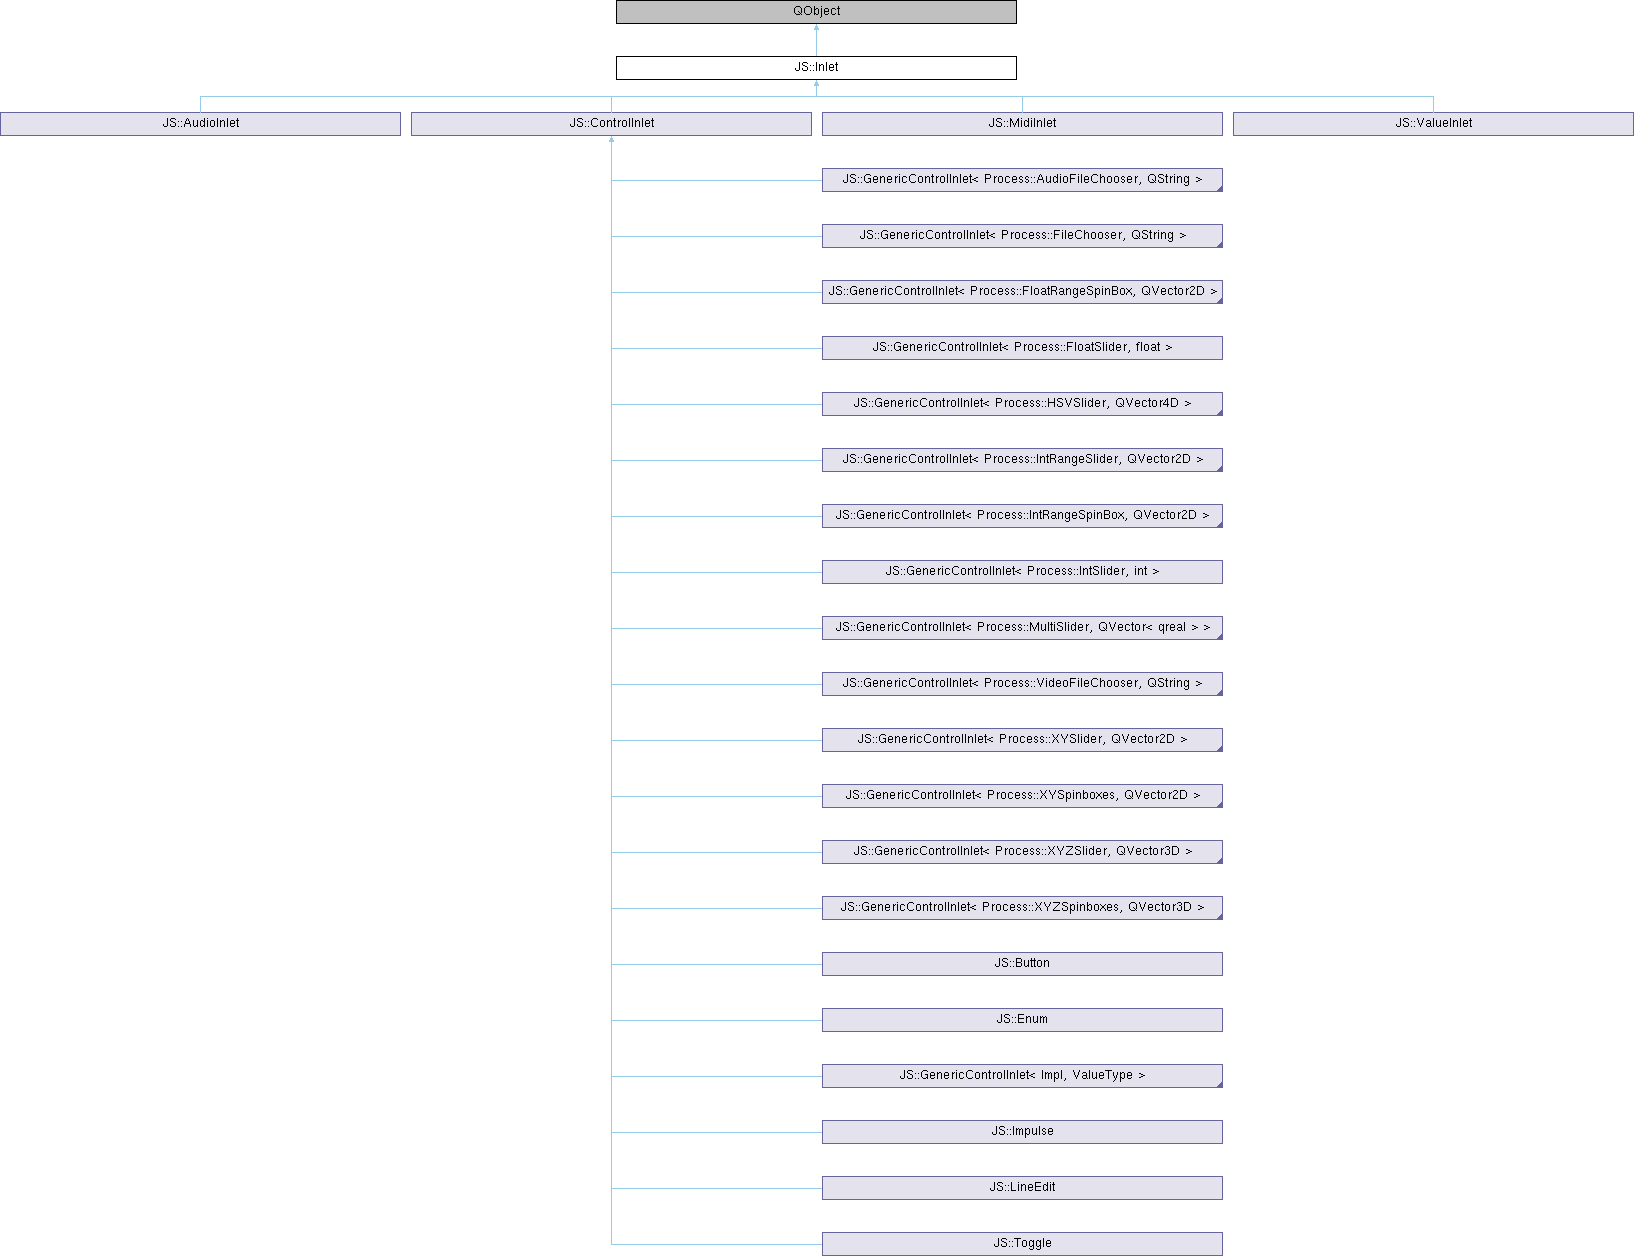 QObject
JS::Inlet
JS::AudioInlet
JS::ControlInlet
JS::MidiInlet
JS::ValueInlet
JS::GenericControlInlet< Process::AudioFileChooser, QString >
JS::GenericControlInlet< Process::FileChooser, QString >
JS::GenericControlInlet< Process::FloatRangeSpinBox, QVector2D >
JS::GenericControlInlet< Process::FloatSlider, float >
JS::GenericControlInlet< Process::HSVSlider, QVector4D >
JS::GenericControlInlet< Process::IntRangeSlider, QVector2D >
JS::GenericControlInlet< Process::IntRangeSpinBox, QVector2D >
JS::GenericControlInlet< Process::IntSlider, int >
JS::GenericControlInlet< Process::MultiSlider, QVector< qreal > >
JS::GenericControlInlet< Process::VideoFileChooser, QString >
JS::GenericControlInlet< Process::XYSlider, QVector2D >
JS::GenericControlInlet< Process::XYSpinboxes, QVector2D >
JS::GenericControlInlet< Process::XYZSlider, QVector3D >
JS::GenericControlInlet< Process::XYZSpinboxes, QVector3D >
JS::Button
JS::Enum
JS::GenericControlInlet< Impl, ValueType >
JS::Impulse
JS::LineEdit
JS::Toggle